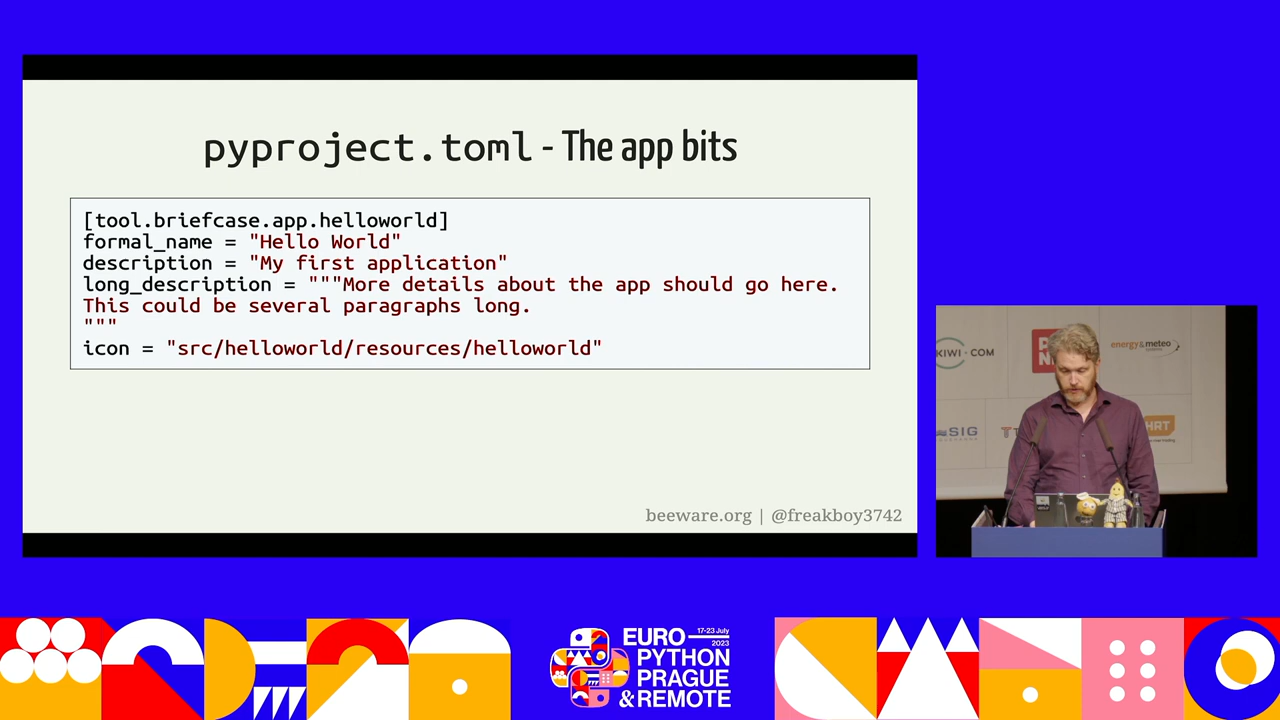 pyproject.toml - The app bits
[tool.briefcase.app.helloworld]
formal_name = "Hello World"
description = "My first application"
long_description = """More details about the app should go here.
This could be several paragraphs long.
"""
icon = "src/helloworld/resources/helloworld"
beeware.org | @freakboy3742
KIWI-COM
energy & meteo
systems
SIG
HRT
EURO
17-23 July
2023
PYTHON
PRAGUE
& REMOTE